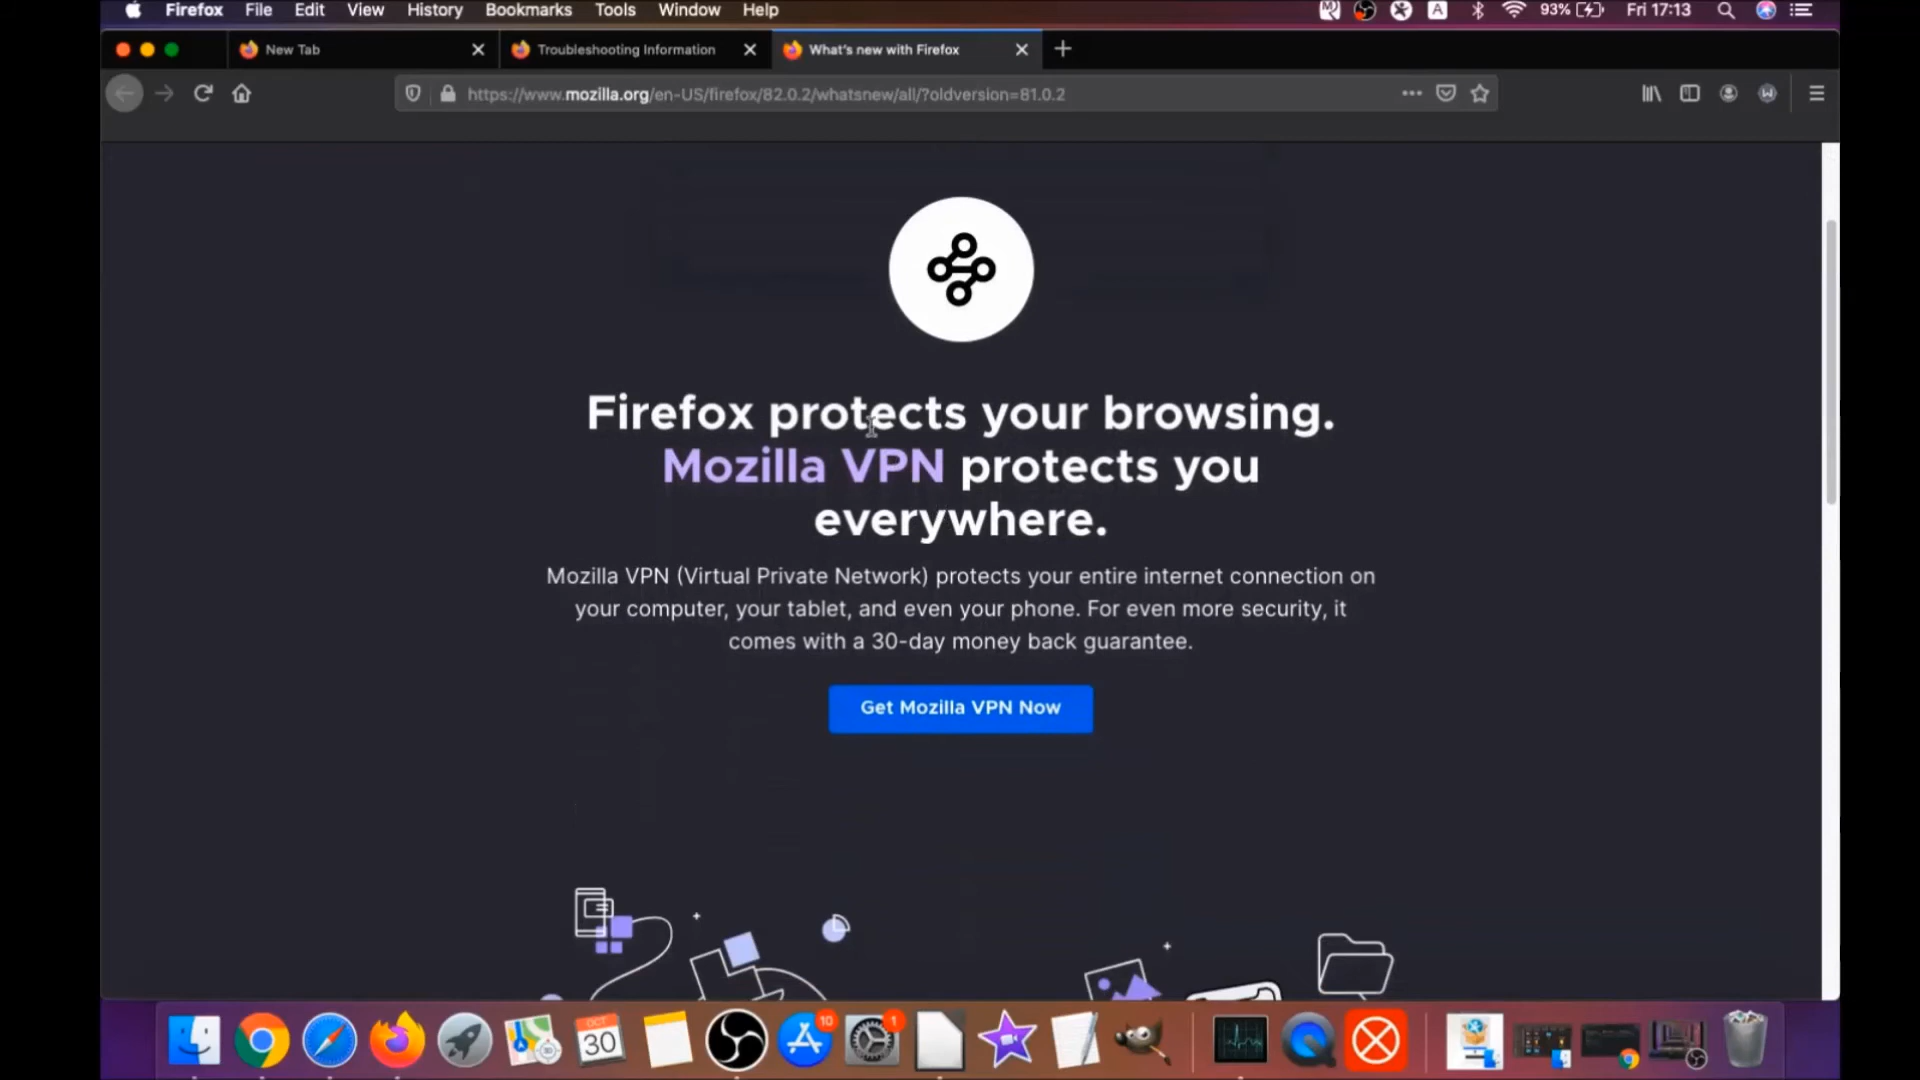 Firefox File Edit View History Bookmarks Tools Window Help A 93% Fri 17:13
New Tab Troubleshooting Information What's new with Firefox
https://www.mozilla.org/en-US/firefox/82.0.2/whatsnew/all/?oldversion=81.0.2
Firefox protects your browsing.
Mozilla VPN protects you
everywhere.
Mozilla VPN (Virtual Private Network) protects your entire internet connection on
your computer, your tablet, and even your phone. For even more security, it
comes with a 30-day money back guarantee.
Get Mozilla VPN Now
OCT
30
10
1